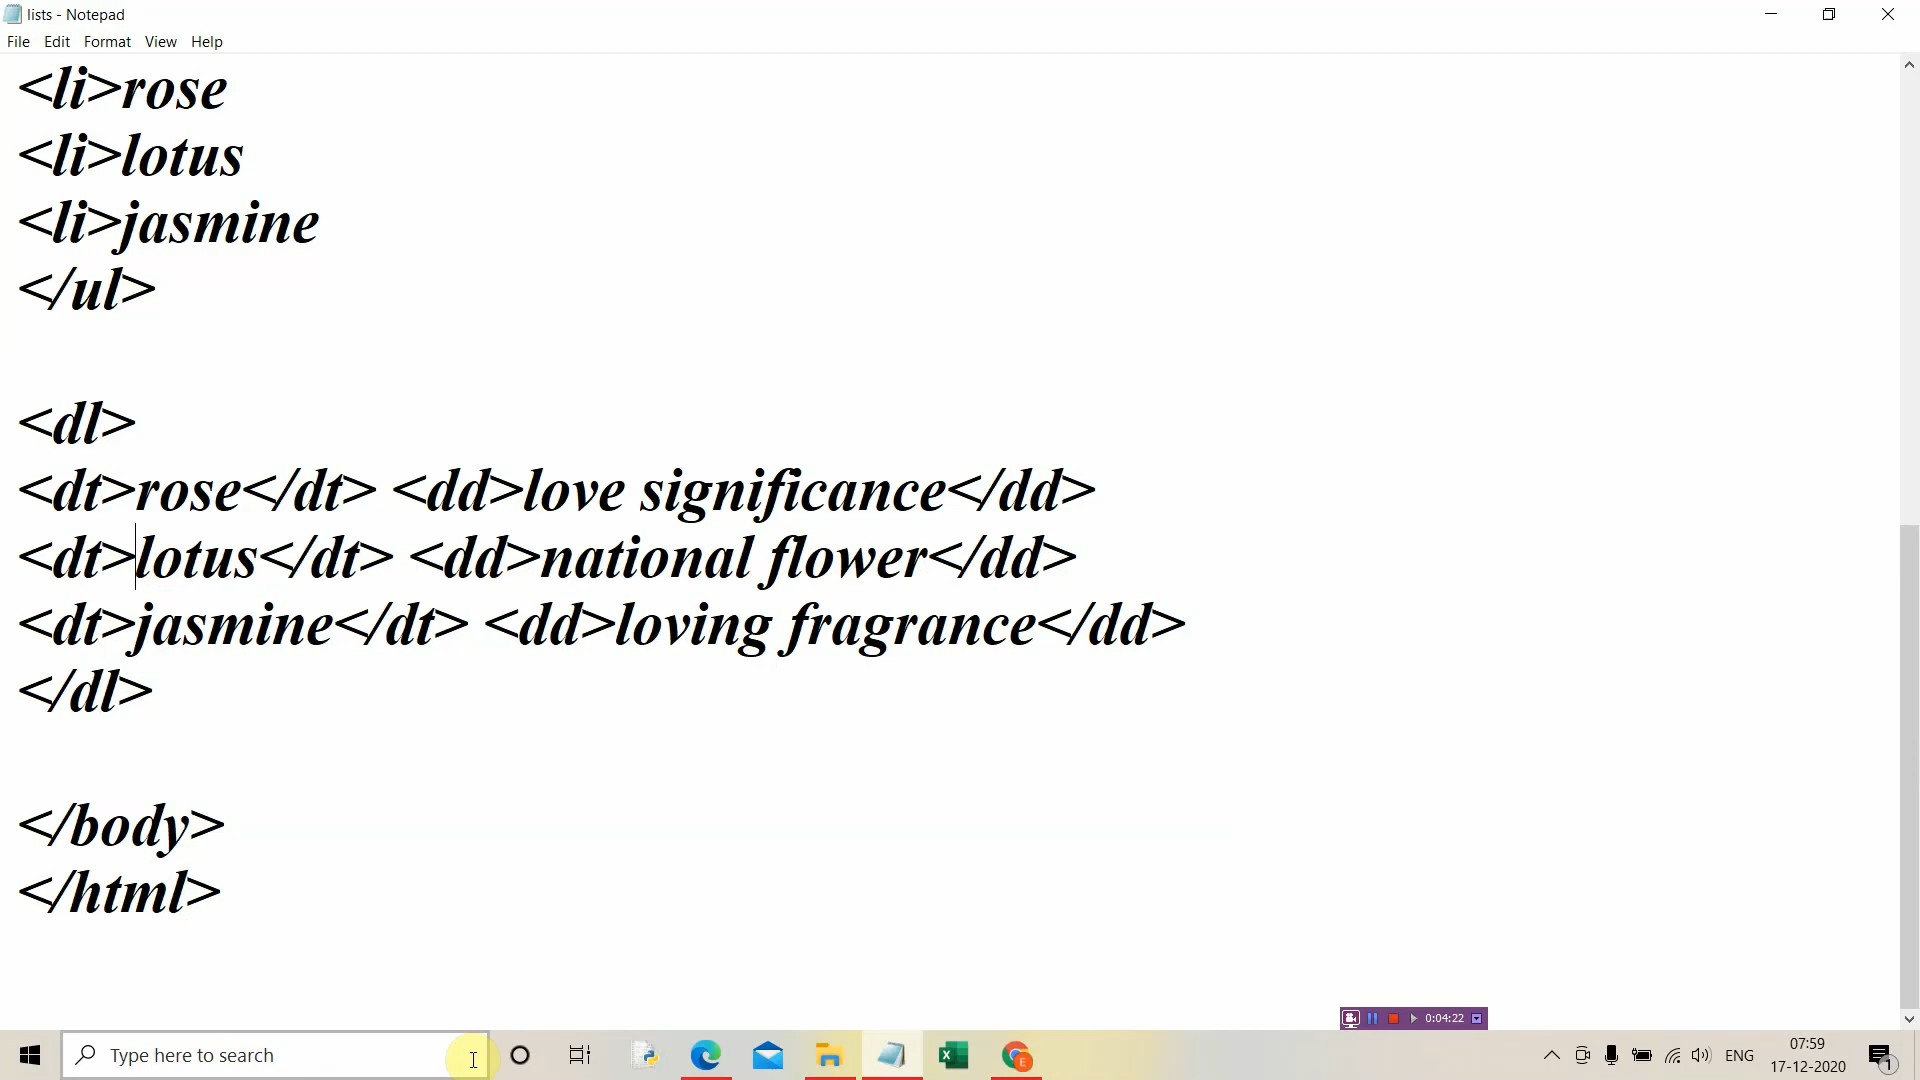 lists - Notepad
File Edit Format View Help
<li>rose
<li>lotus
<li>jasmine
</ul>
<dl>
<dt>rose</dt> <dd>love significance</dd>
<dt>lotus</dt> <dd>national flower</dd>
<dt>jasmine</dt> <dd>loving fragrance</dd>
</dl>
</body>
</html>
0:04:22
Type here to search
E
ENG
07:59
17-12-2020
1